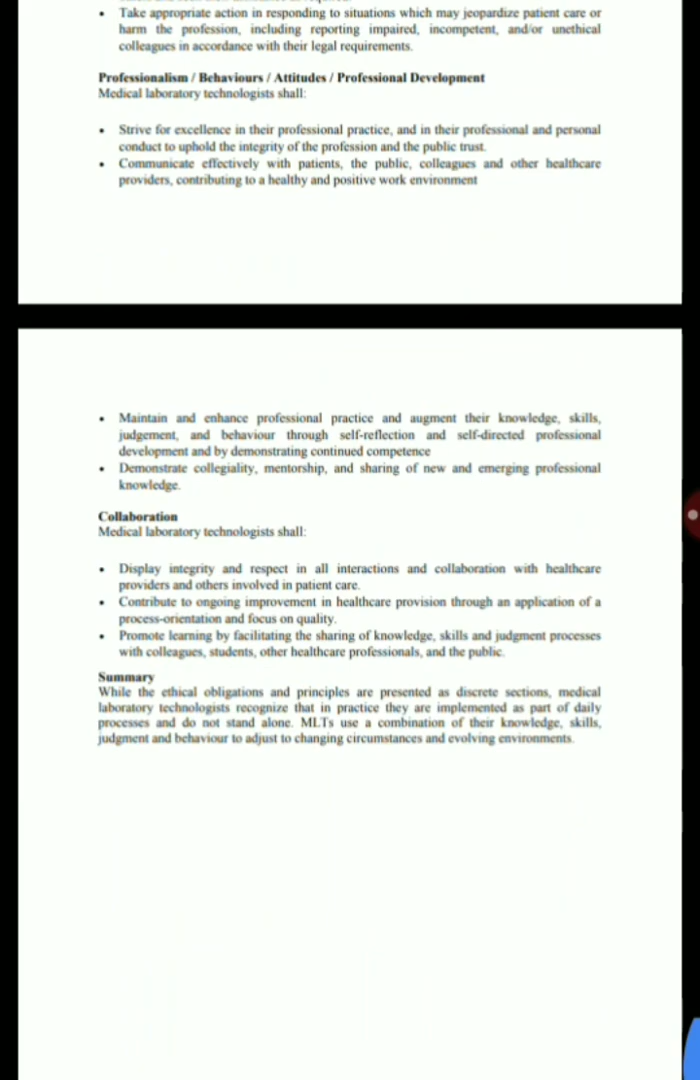 • Take appropriate action in responding to situations which may jeopardize patient care or
harm the profession, including reporting impaired, incompetent, and/or unethical
colleagues in accordance with their legal requirements.
Professionalism / Behaviours / Attitudes / Professional Development
Medical laboratory technologists shall:
• Strive for excellence in their professional practice, and in their professional and personal
conduct to uphold the integrity of the profession and the public trust.
• Communicate effectively with patients, the public, colleagues and other healthcare
providers, contributing to a healthy and positive work environment
• Maintain and enhance professional practice and augment their knowledge, skills,
judgement, and behaviour through self-reflection and self-directed professional
development and by demonstrating continued competence
• Demonstrate collegiality, mentorship, and sharing of new and emerging professional
knowledge.
Collaboration
Medical laboratory technologists shall:
• Display integrity and respect in all interactions and collaboration with healthcare
providers and others involved in patient care.
• Contribute to ongoing improvement in healthcare provision through an application of a
process-orientation and focus on quality.
• Promote learning by facilitating the sharing of knowledge, skills and judgment processes
with colleagues, students, other healthcare professionals, and the public.
Summary
While the ethical obligations and principles are presented as discrete sections, medical
laboratory technologists recognize that in practice they are implemented as part of daily
processes and do not stand alone. MLTs use a combination of their knowledge, skills,
judgment and behaviour to adjust to changing circumstances and evolving environments.